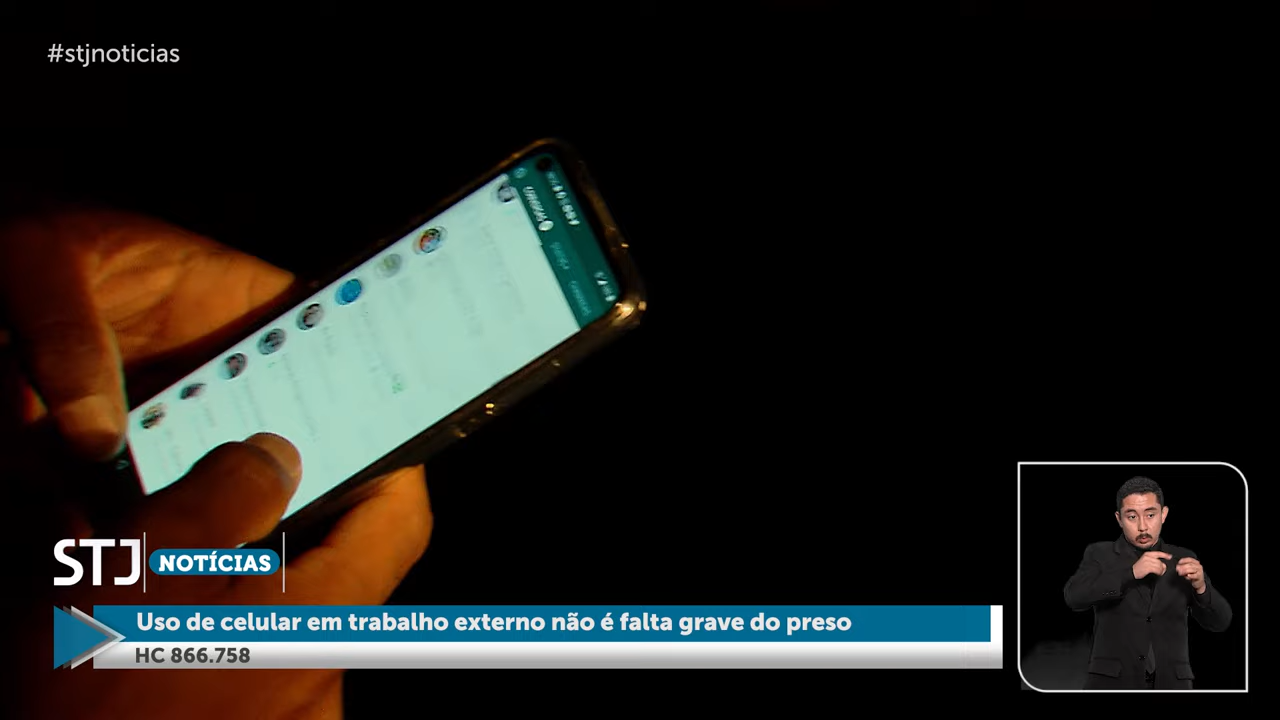 #stjnoticias
STJ NOTÍCIAS
Uso de celular em trabalho externo não é falta grave do preso
HC 866.758